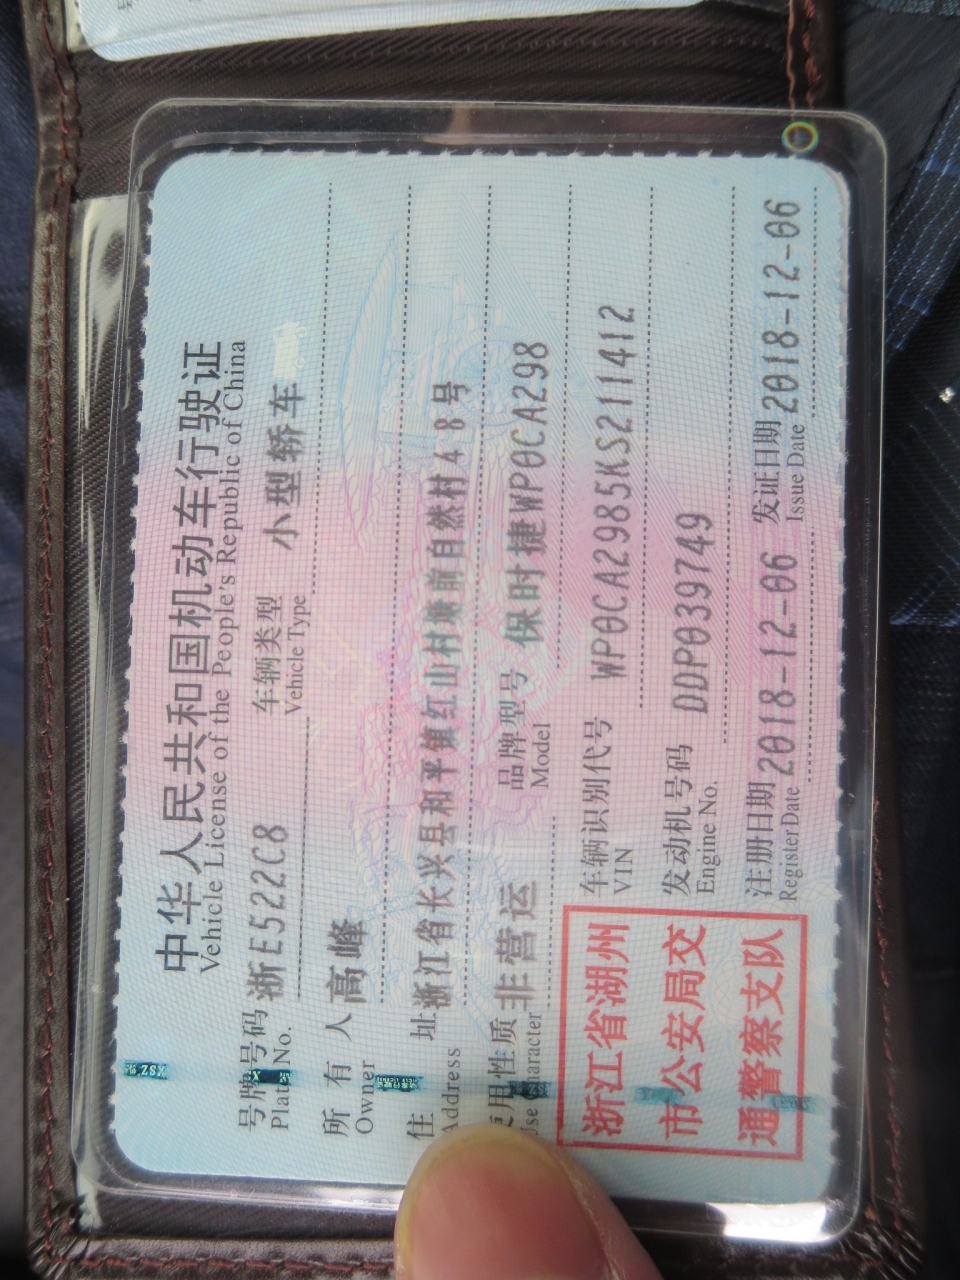 中华人民共和国机动车行驶证
Vehicle License of the People's Republic of China
号牌号码 浙E522C8 车辆类型 小型轿车
Plate No. Vehicle Type
所有人 高峰
Owner
住址 浙江省长兴县和平镇红山村塘前自然村48号
Address
使用性质 非营运 品牌型号 保时捷WP0CA298
Use Character Model
车辆识别代号 WP0CA2985KS211412
VIN
发动机号码 DDP039749
Engine No.
注册日期 2018-12-06 发证日期 2018-12-06
Register Date Issue Date
浙江省湖州
市公安局交
通警察支队